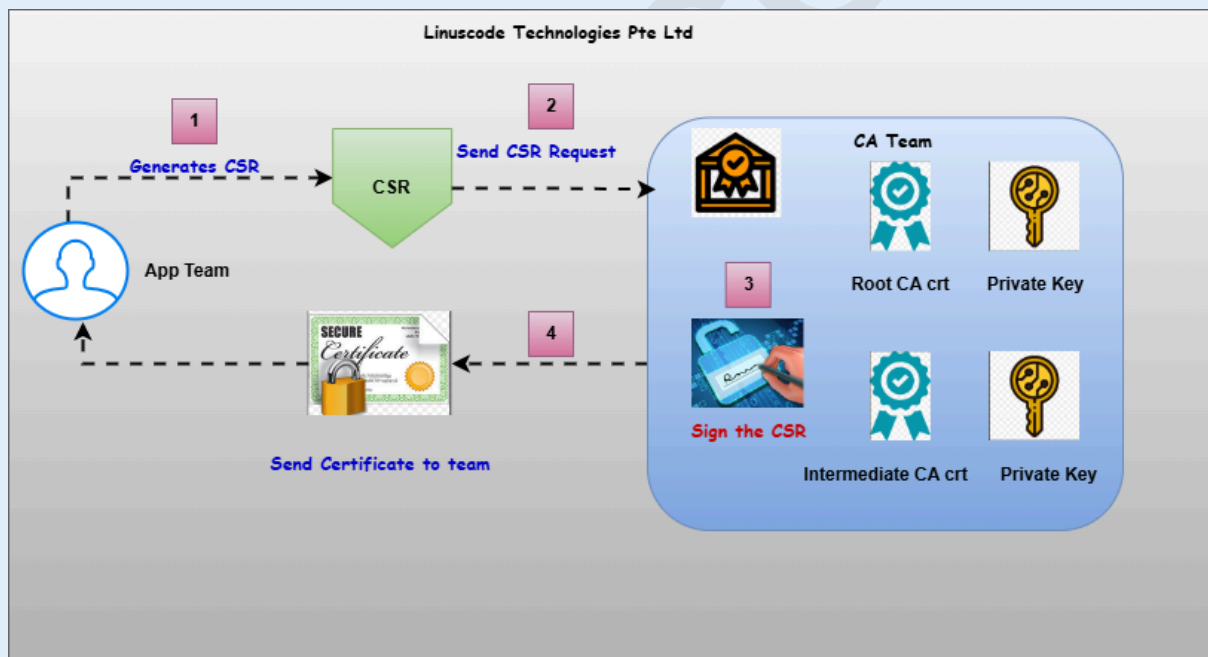 Linuscode Technologies Pte Ltd
1
Generates CSR
CSR
2
Send CSR Request
CA Team
App Team
Root CA crt
Private Key
3
Sign the CSR
Intermediate CA crt
Private Key
4
SECURE
Certificate
Send Certificate to team